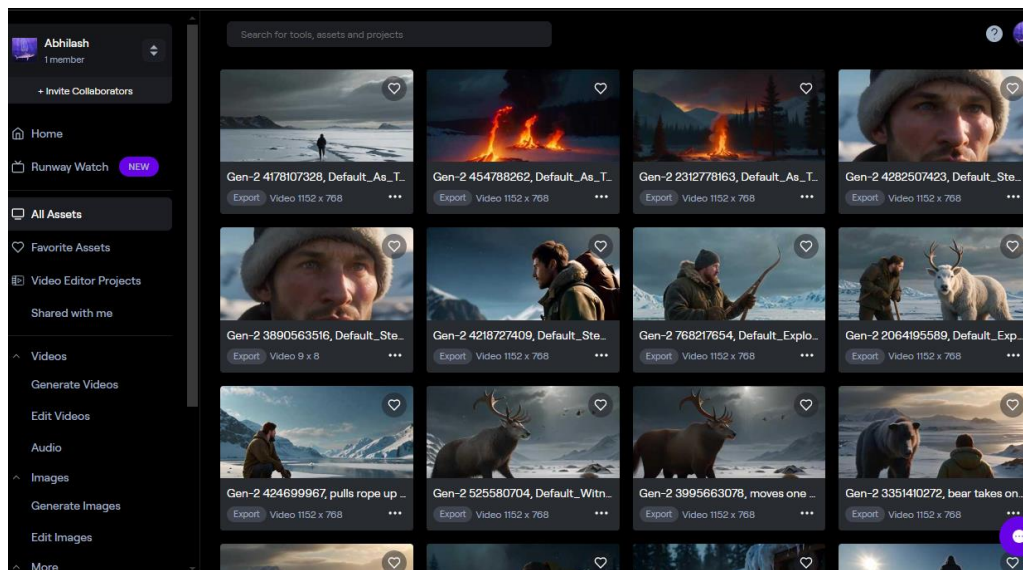 Abhilash
1 member
+ Invite Collaborators
Home
Runway Watch NEW
All Assets
Favorite Assets
Video Editor Projects
Shared with me
Videos
Generate Videos
Edit Videos
Audio
Images
Generate Images
Edit Images
More
Search for tools, assets and projects
?
Gen-2 4178107328, Default_As_T...
Export Video 1152 x 768
Gen-2 454788262, Default_As_T...
Export Video 1152 x 768
Gen-2 2312778163, Default_As_T...
Export Video 1152 x 768
Gen-2 4282507423, Default_Ste...
Export Video 1152 x 768
Gen-2 3890563516, Default_Ste...
Export Video 9 x 8
Gen-2 4218727409, Default_Ste...
Export Video 1152 x 768
Gen-2 768217654, Default_Explo...
Export Video 1152 x 768
Gen-2 2064195589, Default_Exp...
Export Video 1152 x 768
Gen-2 424699967, pulls rope up ...
Export Video 1152 x 768
Gen-2 525580704, Default_Witn...
Export Video 1152 x 768
Gen-2 3995663078, moves one ...
Export Video 1152 x 768
Gen-2 3351410272, bear takes on...
Export Video 1152 x 768